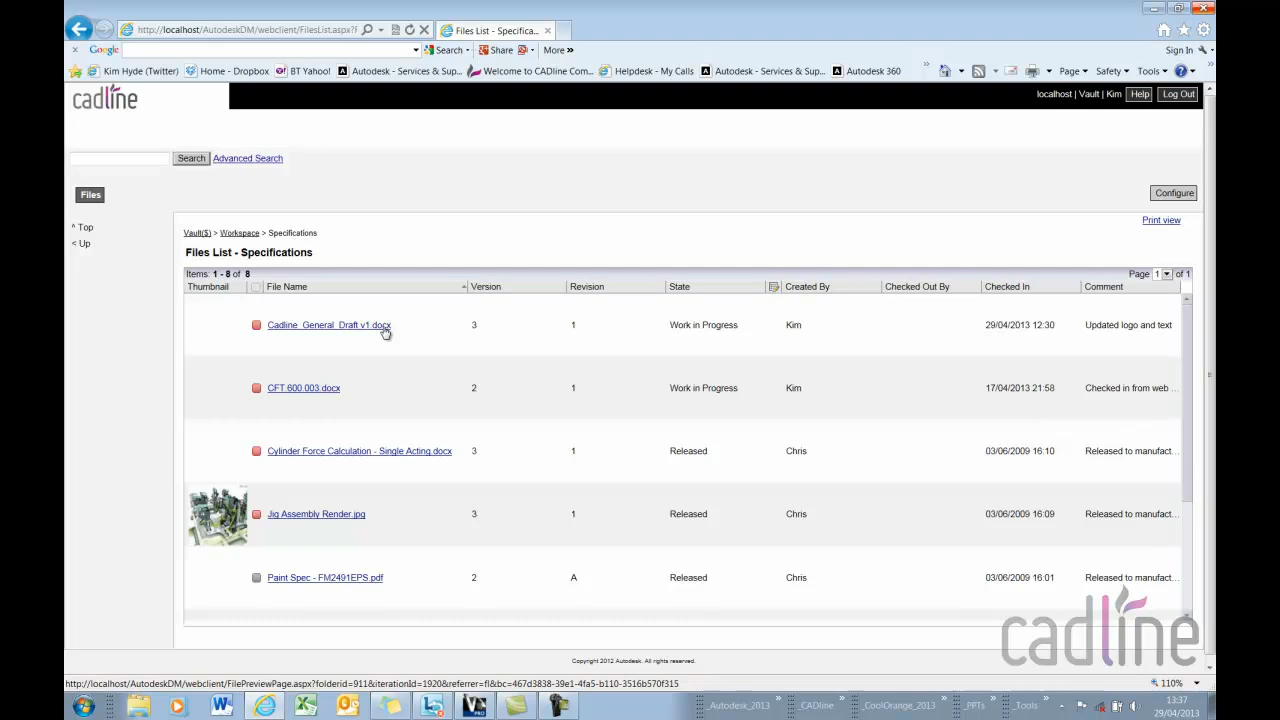 http://localhost/AutodeskDM/webclient/FilesList.aspx?f
Files List - Specifica...
Google
Search
Share
More »
Sign In
Kim Hyde (Twitter)
Home - Dropbox
BT Yahoo!
Autodesk - Services & Sup...
Welcome to CADline Com...
Helpdesk - My Calls
Autodesk - Services & Sup...
Autodesk 360
»
Page
Safety
Tools
cadline
localhost | Vault | Kim
Help
Log Out
Search
Advanced Search
Files
Configure
^ Top
< Up
Print view
Vault($) > Workspace > Specifications
Files List - Specifications
Items: 1 - 8 of 8
Page 1 of 1
Thumbnail File Name Version Revision State Created By Checked Out By Checked In Comment
Cadline_General_Draft v1.docx 3 1 Work in Progress Kim 29/04/2013 12:30 Updated logo and text
CFT.600.003.docx 2 1 Work in Progress Kim 17/04/2013 21:58 Checked in from web ...
Cylinder Force Calculation - Single Acting.docx 3 1 Released Chris 03/06/2009 16:10 Released to manufact...
Jig Assembly Render.jpg 3 1 Released Chris 03/06/2009 16:09 Released to manufact...
Paint Spec - FM2491EPS.pdf 2 A Released Chris 03/06/2009 16:01 Released to manufact...
cadline
Copyright 2012 Autodesk. All rights reserved.
http://localhost/AutodeskDM/webclient/FilePreviewPage.aspx?folderid=911&iterationId=1920&referrer=fl&bc=467d3838-39e1-4fa5-b110-3516b570f315
110%
_Autodesk_2013 »
_CADline »
_CoolOrange_2013 »
_PPTs »
_Tools »
13:37
29/04/2013